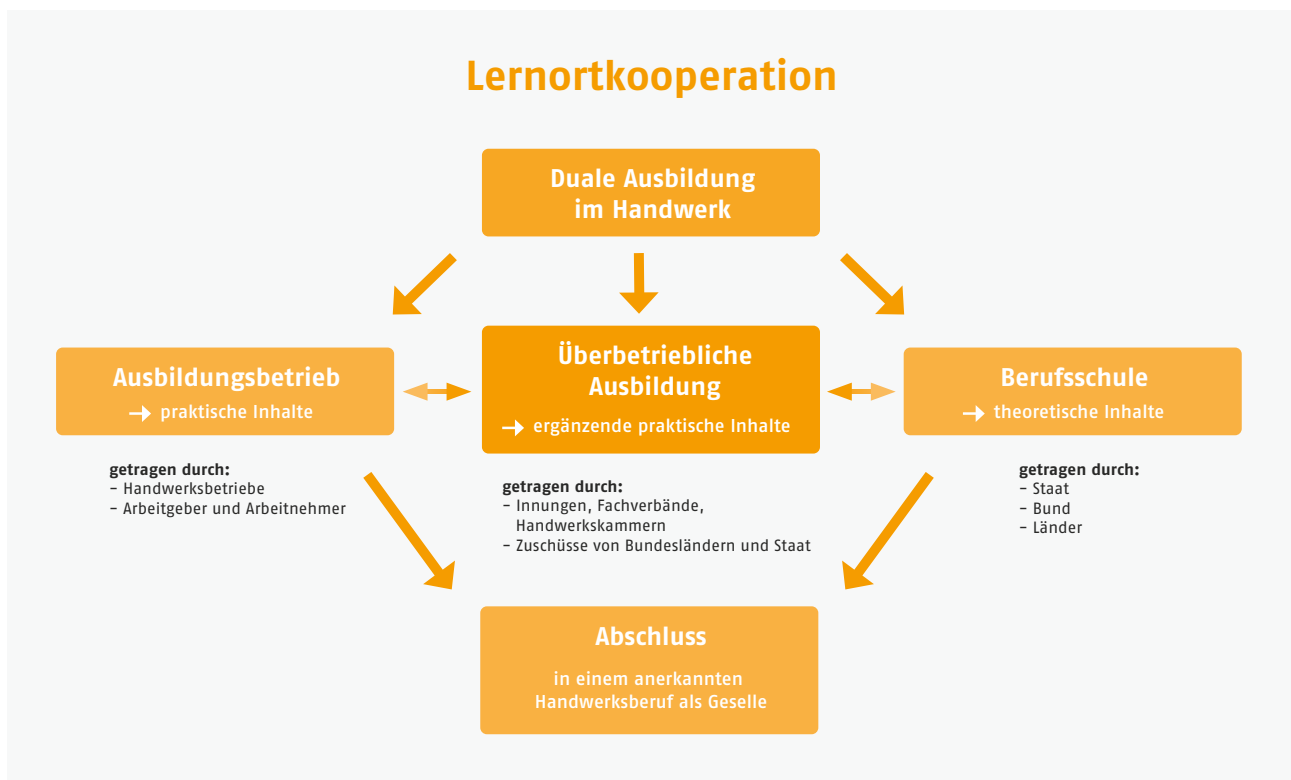 Lernortkooperation
Duale Ausbildung
im Handwerk
Ausbildungsbetrieb
→ praktische Inhalte
getragen durch:
– Handwerksbetriebe
– Arbeitgeber und Arbeitnehmer
Überbetriebliche
Ausbildung
→ ergänzende praktische Inhalte
getragen durch:
– Innungen, Fachverbände,
Handwerkskammern
– Zuschüsse von Bundesländern und Staat
Berufsschule
→ theoretische Inhalte
getragen durch:
– Staat
– Bund
– Länder
Abschluss
in einem anerkannten
Handwerksberuf als Geselle